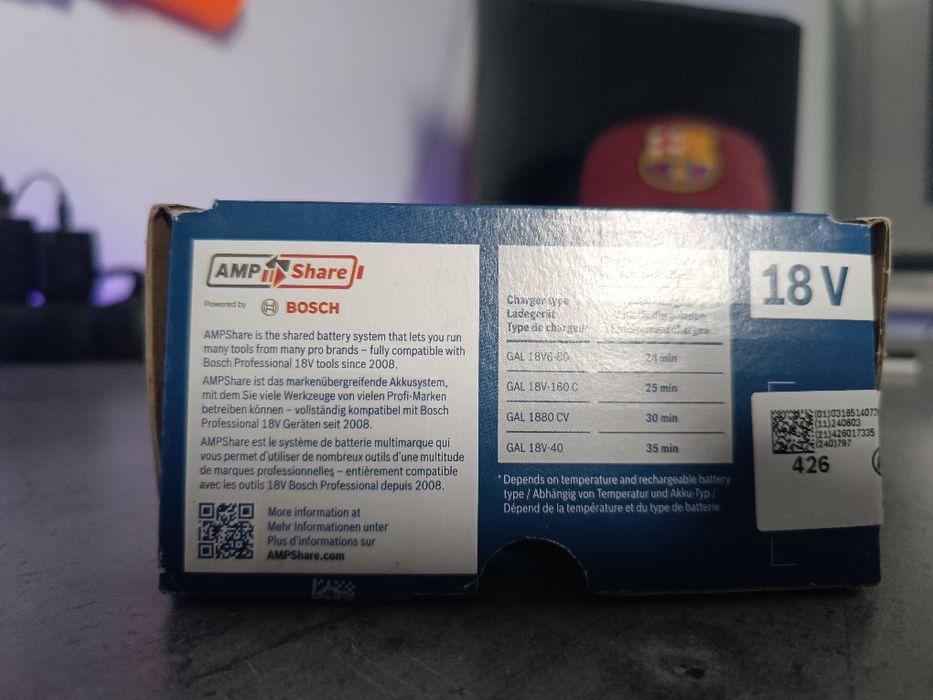 AMP Share
Powered by BOSCH
AMPShare is the shared battery system that lets you run
many tools from many pro brands – fully compatible with
Bosch Professional 18V tools since 2008.
AMPShare ist das markenübergreifende Akkusystem,
mit dem Sie viele Werkzeuge von vielen Profi-Marken
betreiben können – vollständig kompatibel mit Bosch
Professional 18V Geräten seit 2008.
AMPShare est le système de batterie multimarque qui
vous permet d'utiliser de nombreux outils d'une multitude
de marques professionnelles – entièrement compatible
avec les outils 18V Bosch Professional depuis 2008.
More information at
Mehr Informationen unter
Plus d'informations sur
AMPShare.com
Charger type
Ladegerät
Type de chargeur
GAL 18V6-80 24 min
GAL 18V-160 C 25 min
GAL 1880 CV 30 min
GAL 18V-40 35 min
* Depends on temperature and rechargeable battery
type / Abhängig von Temperatur und Akku-Typ /
Dépend de la température et du type de batterie
18 V
(01)0316514073
(11)240603
(21)426017335
(240)797
426